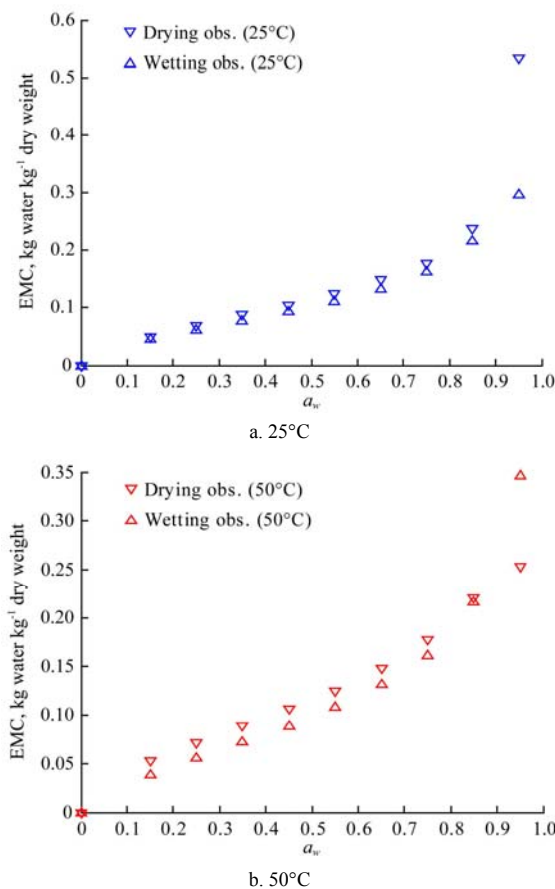 0.6
Drying obs. (25°C)
Wetting obs. (25°C)
0.5
0.4
0.3
0.2
0.1
0
EMC, kg water kg⁻¹ dry weight
0 0.1 0.2 0.3 0.4 0.5 0.6 0.7 0.8 0.9 1.0
a_w
a. 25°C
0.35
Drying obs. (50°C)
Wetting obs. (50°C)
0.30
0.25
0.20
0.15
0.10
0.05
0
EMC, kg water kg⁻¹ dry weight
0 0.1 0.2 0.3 0.4 0.5 0.6 0.7 0.8 0.9 1.0
a_w
b. 50°C